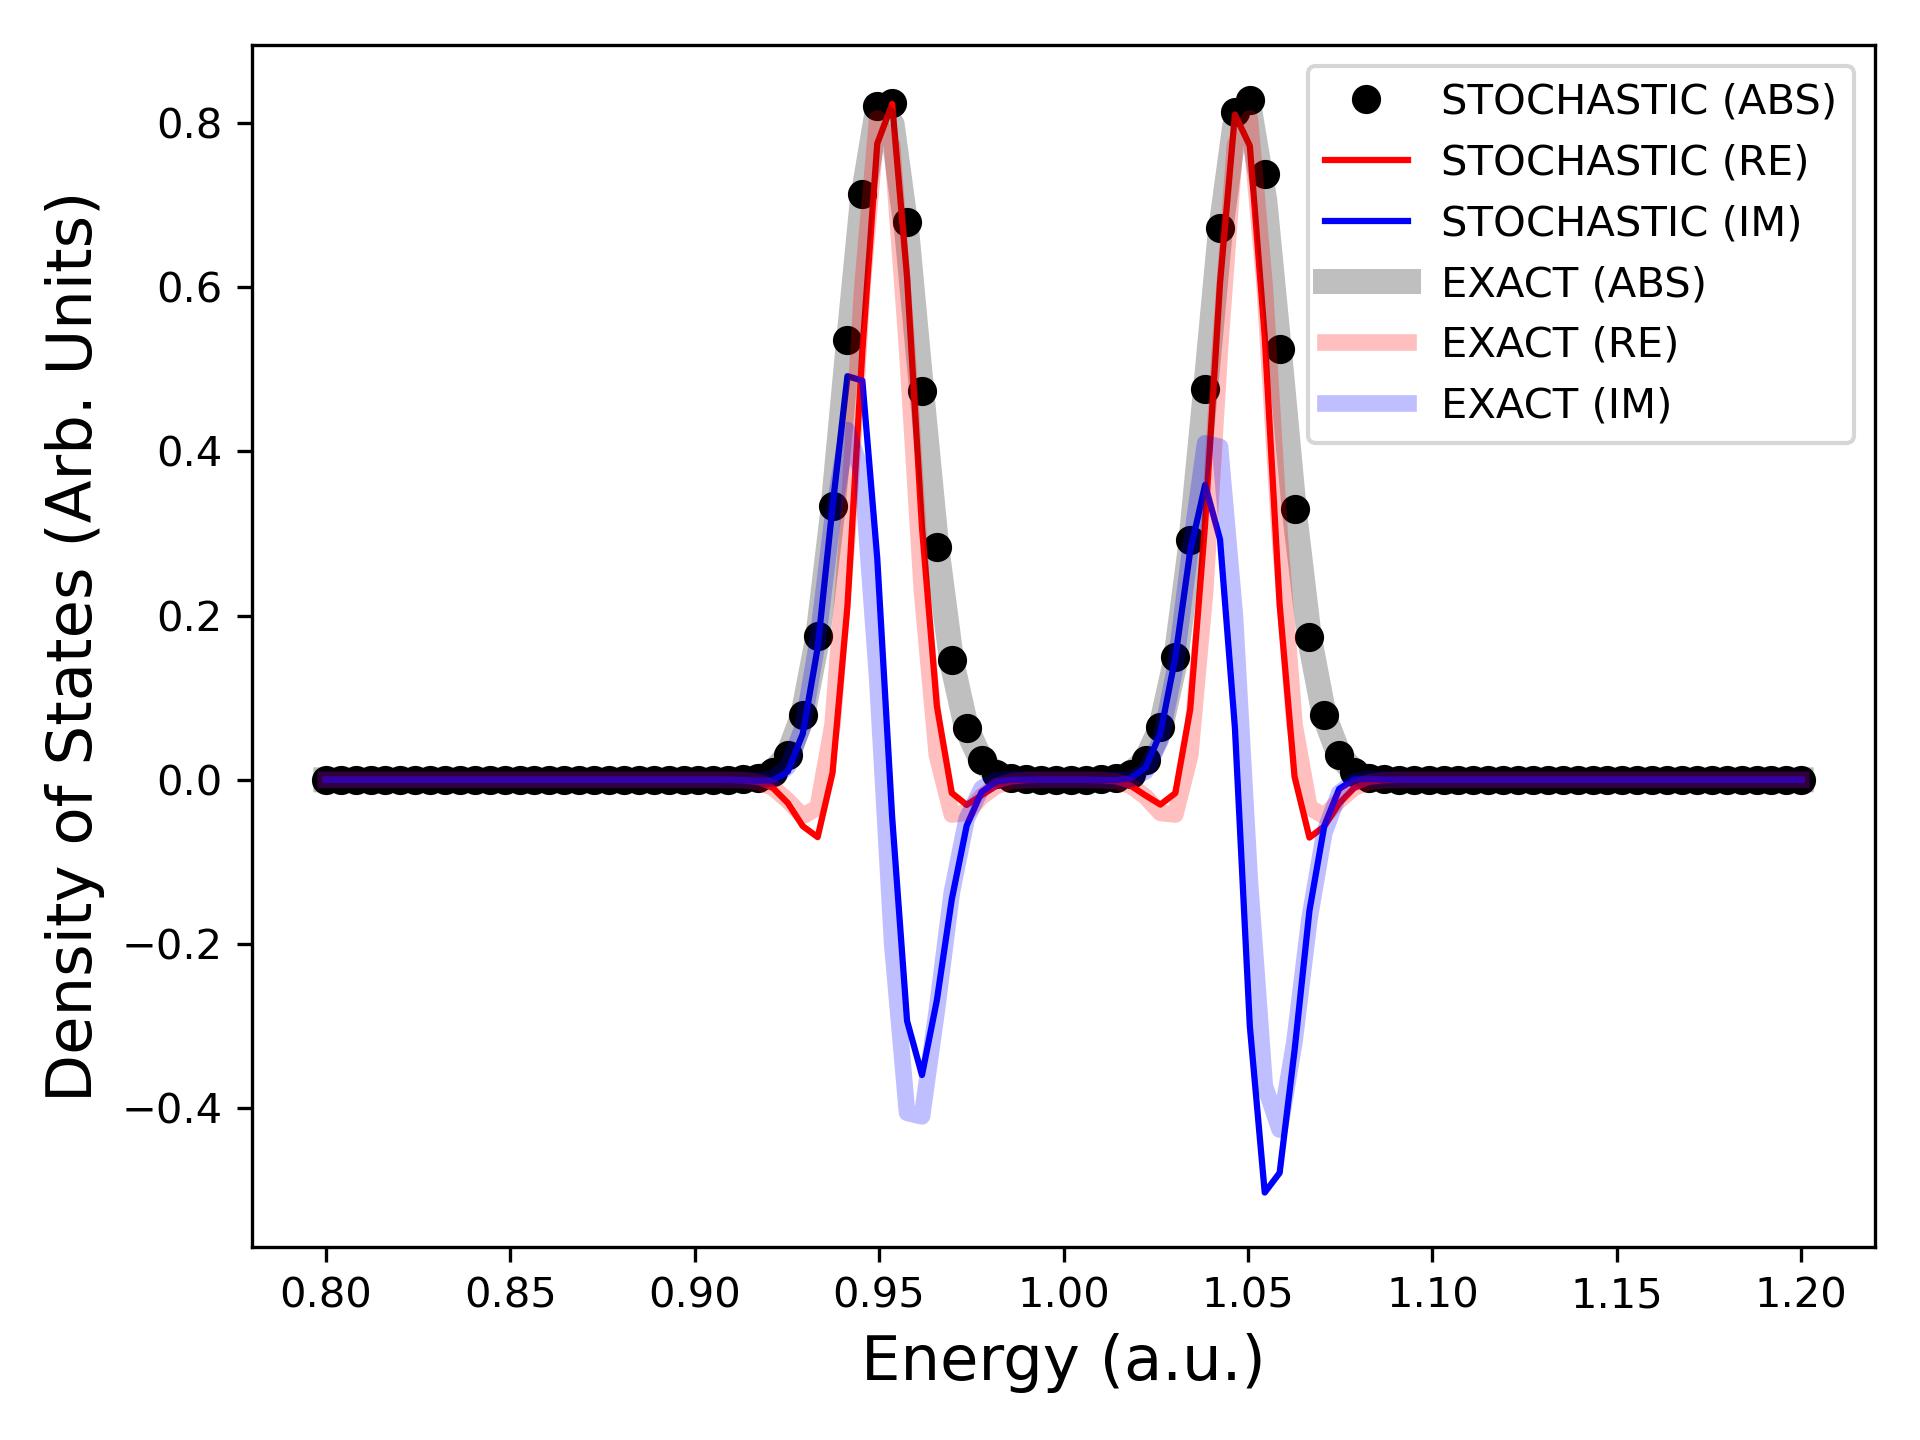 Density of States (Arb. Units)
0.8
0.6
0.4
0.2
0.0
−0.2
−0.4
STOCHASTIC (ABS)
STOCHASTIC (RE)
STOCHASTIC (IM)
EXACT (ABS)
EXACT (RE)
EXACT (IM)
0.80 0.85 0.90 0.95 1.00 1.05 1.10 1.15 1.20
Energy (a.u.)